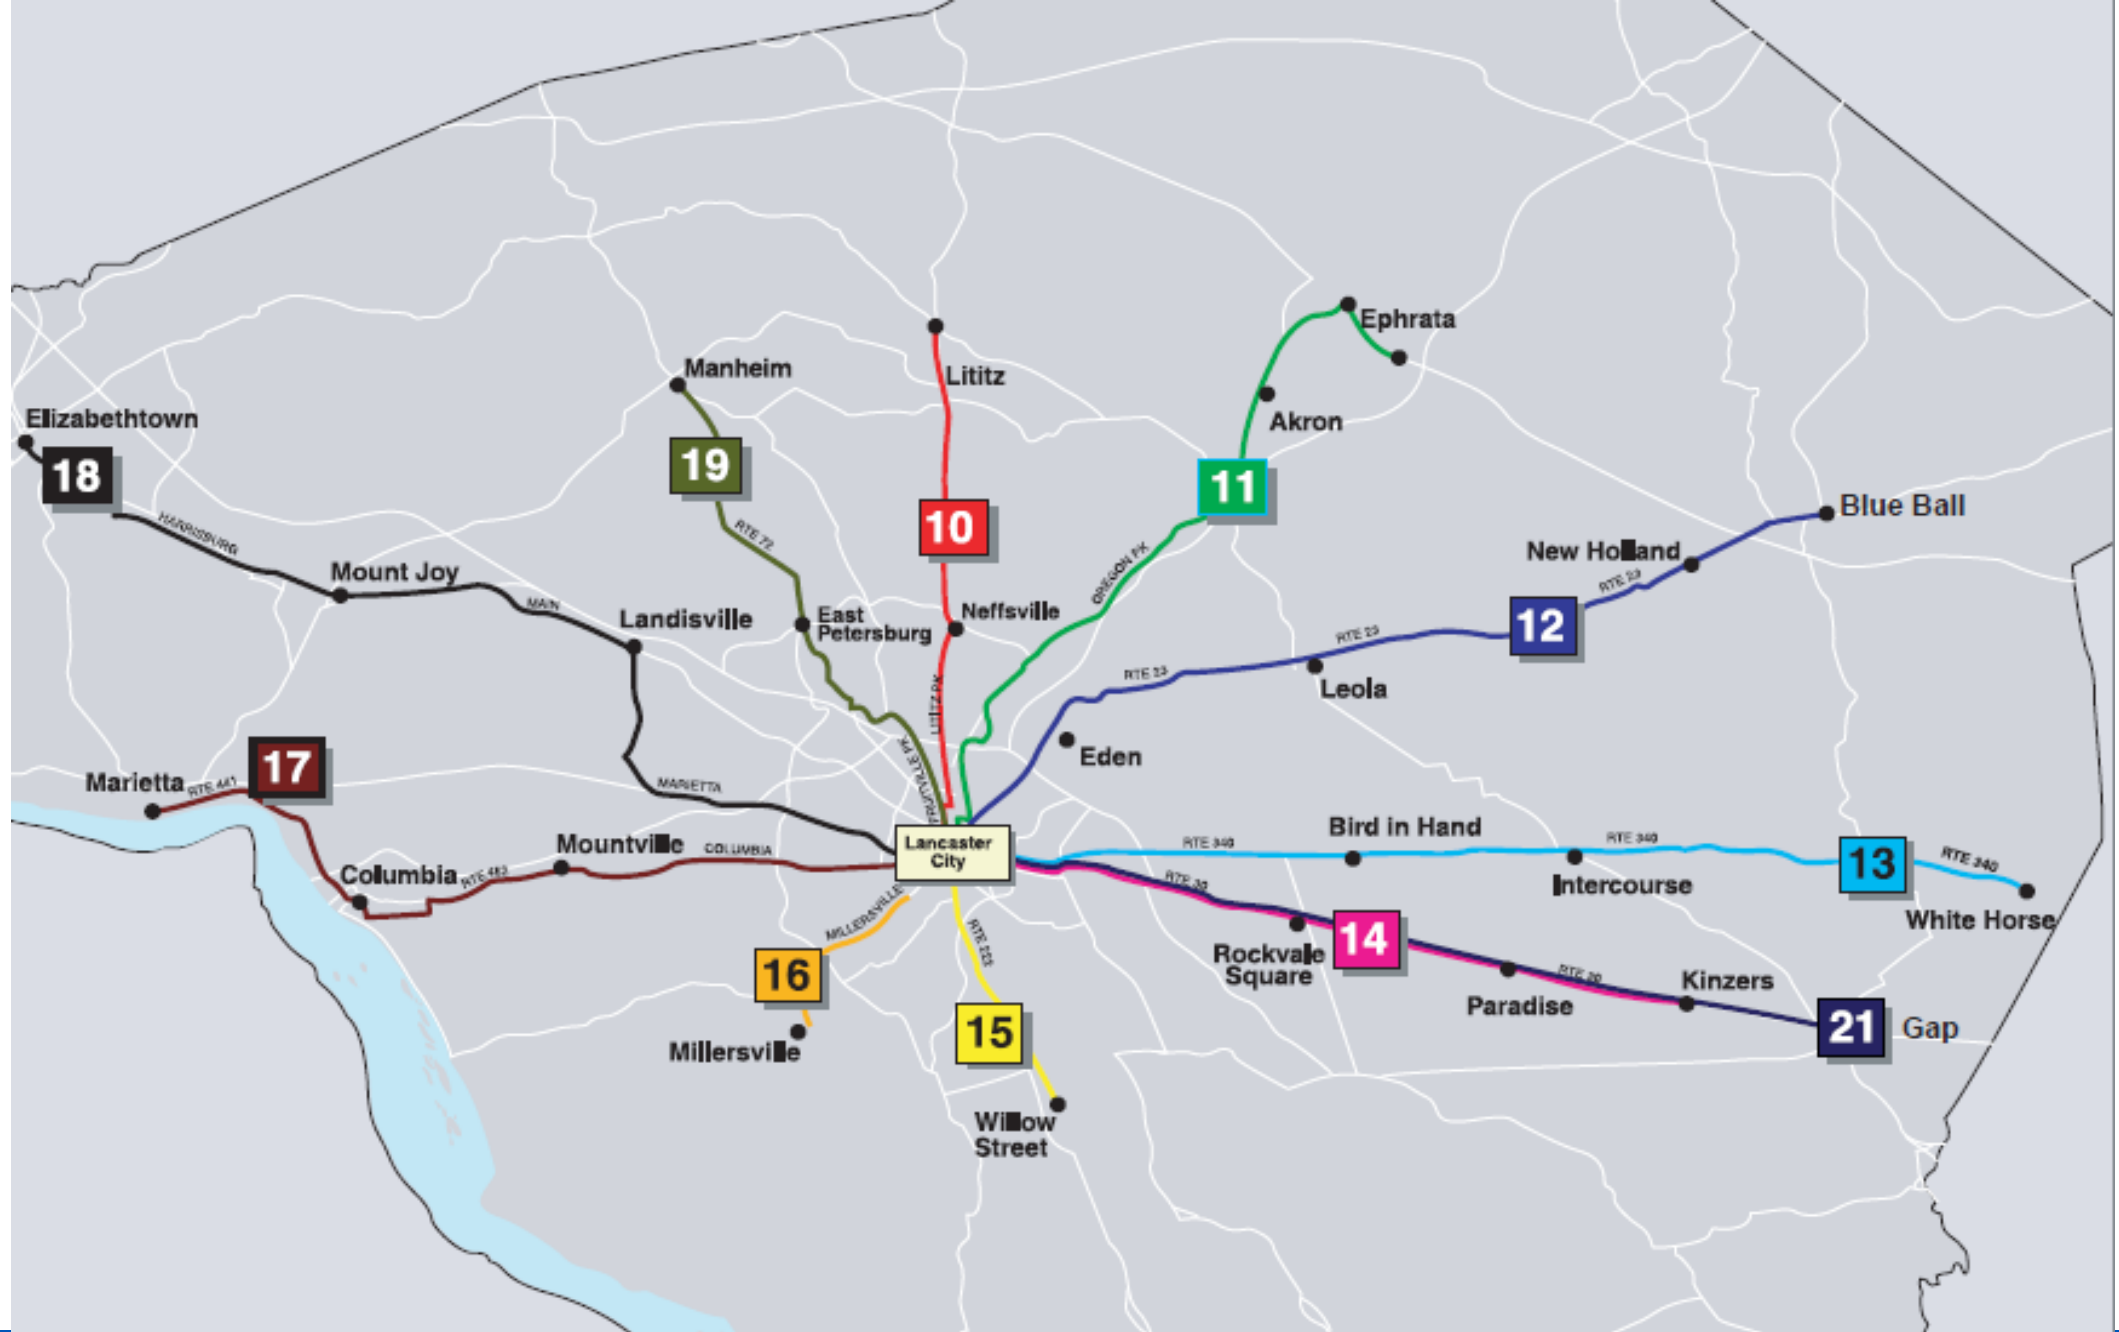 Ephrata
Manheim
Lititz
Elizabethtown
Akron
19
18
11
Blue Ball
10
HARRISBURG
RTE 72
New Holland
Mount Joy
OREGON PK
RTE 23
MAIN
Landisville
East
Petersburg
Neffsville
12
RTE 23
RTE 23
Leola
LITITZ PK
Eden
17
Marietta
RTE 441
MARIETTA
FRUITVILLE PK
Bird in Hand
Mountville
COLUMBIA
Lancaster
City
RTE 340
RTE 340
13
RTE 340
Columbia
RTE 462
Intercourse
RTE 30
White Horse
MILLERSVILLE
RTE 222
14
Rockvale
Square
16
Kinzers
RTE 30
Paradise
15
21
Gap
Millersville
Willow
Street